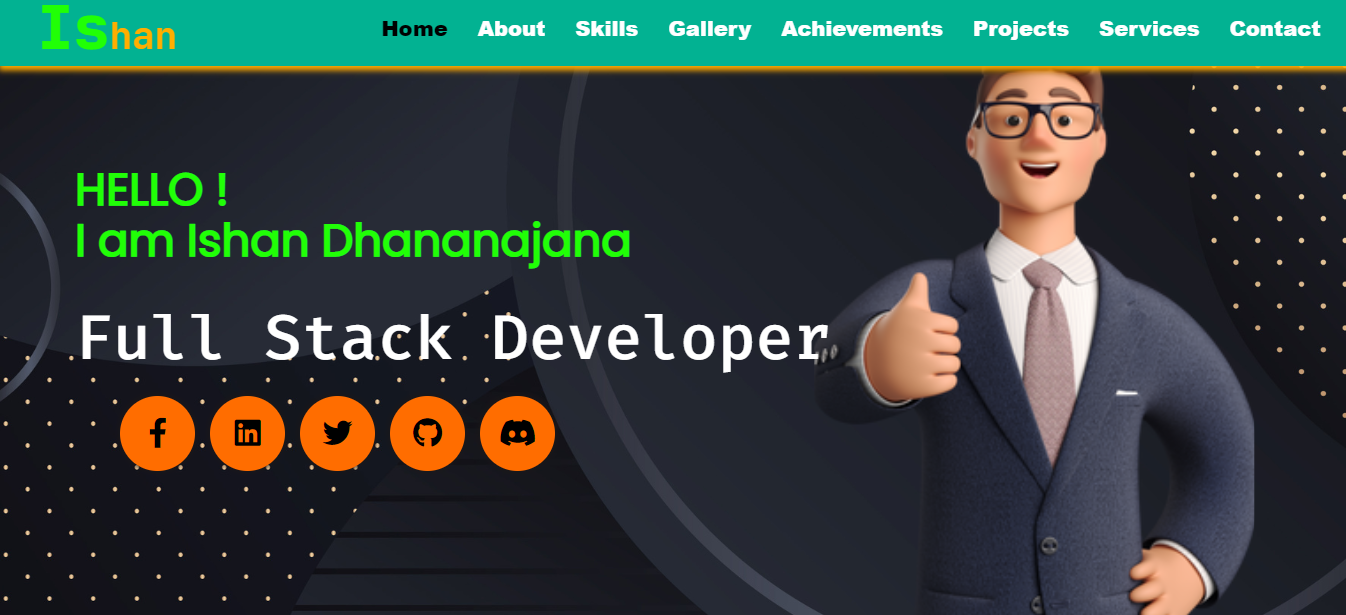 Ishan
Home About Skills Gallery Achievements Projects Services Contact
HELLO !
I am Ishan Dhananajana
Full Stack Developer